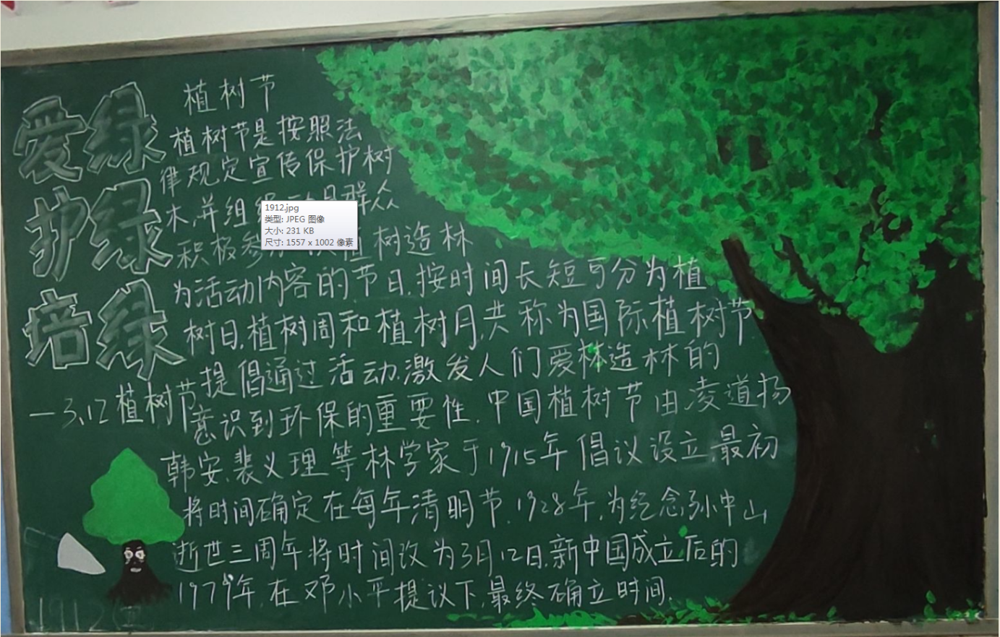 爱绿
护绿
培绿
—3.12植树节
植树节
植树节是按照法
律规定宣传保护树
木,并组 群众
积极参 植树造林
为活动内容的节日.按时间长短可分为植
树日,植树周和植树月,共称为国际植树节.
提倡通过活动,激发人们爱林造林的
意识到环保的重要性.中国植树节由凌道扬
韩安,裴义理等林学家于1915年倡议设立,最初
将时间确定在每年清明节.1928年,为纪念孙中山
逝世三周年将时间改为3月12日,新中国成立后的
1979年,在邓小平提议下,最终确立时间.
1912
1912.jpg
类型: JPEG 图像
大小: 231 KB
尺寸: 1557 x 1002 像素